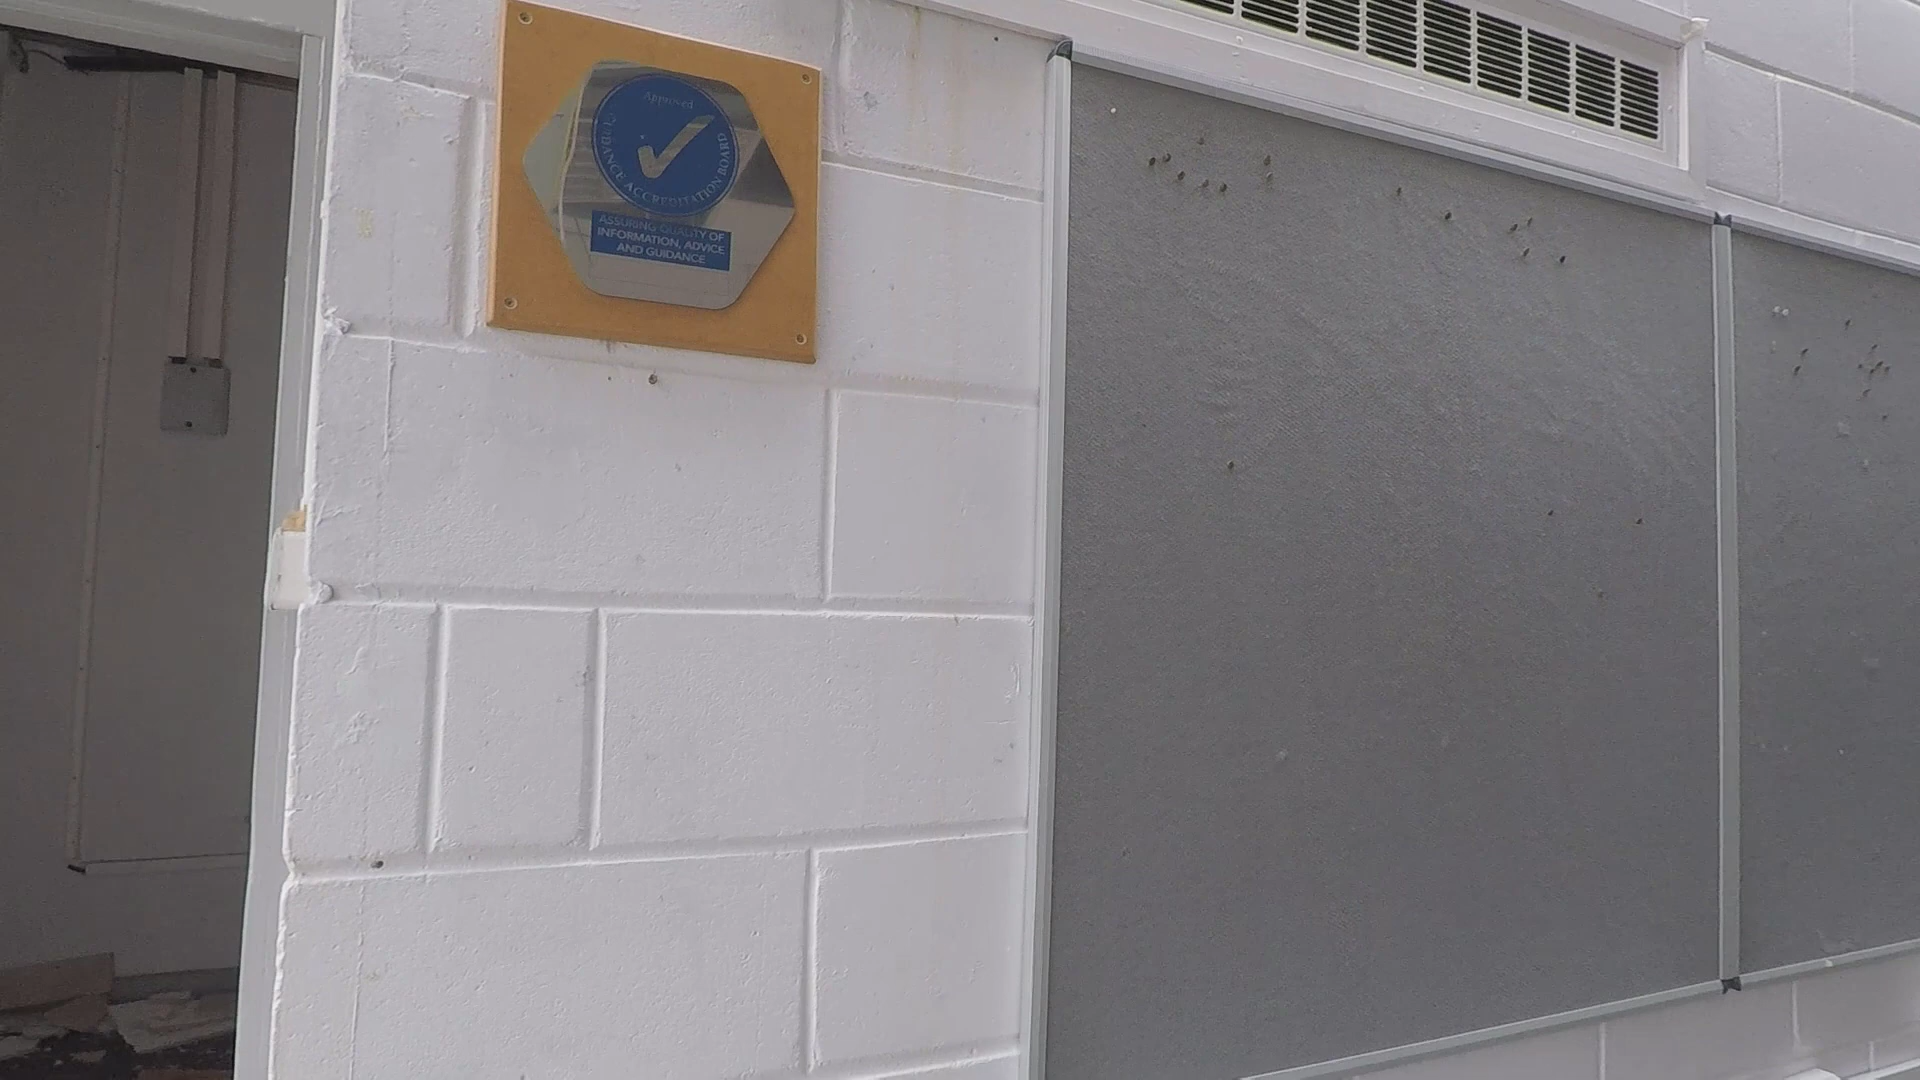 Approved
GUIDANCE ACCREDITATION BOARD
ASSURING QUALITY OF
INFORMATION, ADVICE
AND GUIDANCE